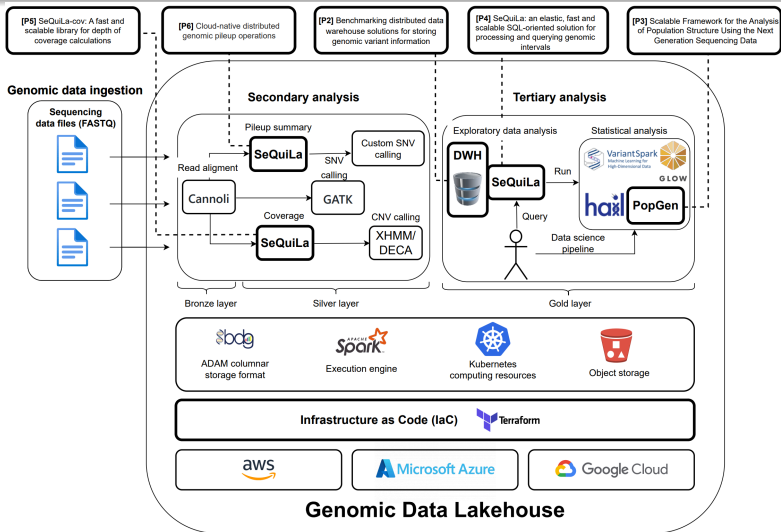 [P5] SeQuiLa-cov: A fast and
scalable library for depth of
coverage calculations
[P6] Cloud-native distributed
genomic pileup operations
[P2] Benchmarking distributed data
warehouse solutions for storing
genomic variant information
[P4] SeQuiLa: an elastic, fast and
scalable SQL-oriented solution for
processing and querying genomic
intervals
[P3] Scalable Framework for the Analysis
of Population Structure Using the Next
Generation Sequencing Data
Genomic data ingestion
Sequencing
data files (FASTQ)
Secondary analysis
Pileup summary
SeQuiLa
Custom SNV
calling
SNV
calling
Read aligment
Cannoli
GATK
Coverage
SeQuiLa
CNV calling
XHMM/
DECA
Bronze layer
Silver layer
Tertiary analysis
Exploratory data analysis
DWH
SeQuiLa
Run
Query
Data science
pipeline
Statistical analysis
VariantSpark
Machine Learning for
High-Dimensional Data
GLOW
hail
PopGen
Gold layer
bdg
ADAM columnar
storage format
APACHE
Spark
Execution engine
Kubernetes
computing resources
Object storage
Infrastructure as Code (IaC)
Terraform
aws
Microsoft Azure
Google Cloud
Genomic Data Lakehouse